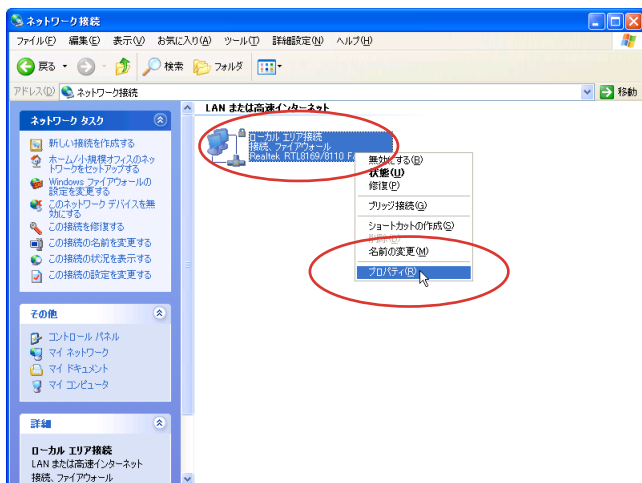 ネットワーク接続
ファイル(F) 編集(E) 表示(V) お気に入り(A) ツール(T) 詳細設定(N) ヘルプ(H)
戻る 検索 フォルダ
アドレス(D) ネットワーク接続 移動
ネットワーク タスク
新しい接続を作成する
ホーム/小規模オフィスのネッ
トワークをセットアップする
Windows ファイアウォールの
設定を変更する
このネットワーク デバイスを無
効にする
この接続を修復する
この接続の名前を変更する
この接続の状況を表示する
この接続の設定を変更する
その他
コントロール パネル
マイ ネットワーク
マイ ドキュメント
マイ コンピュータ
詳細
ローカル エリア接続
LAN または高速インターネット
接続、ファイアウォール
LAN または高速インターネット
ローカル エリア接続
接続、ファイアウォール
Realtek RTL8169/8110 FA
無効にする(B)
状態(U)
修復(P)
ブリッジ接続(G)
ショートカットの作成(S)
削除(D)
名前の変更(M)
プロパティ(R)